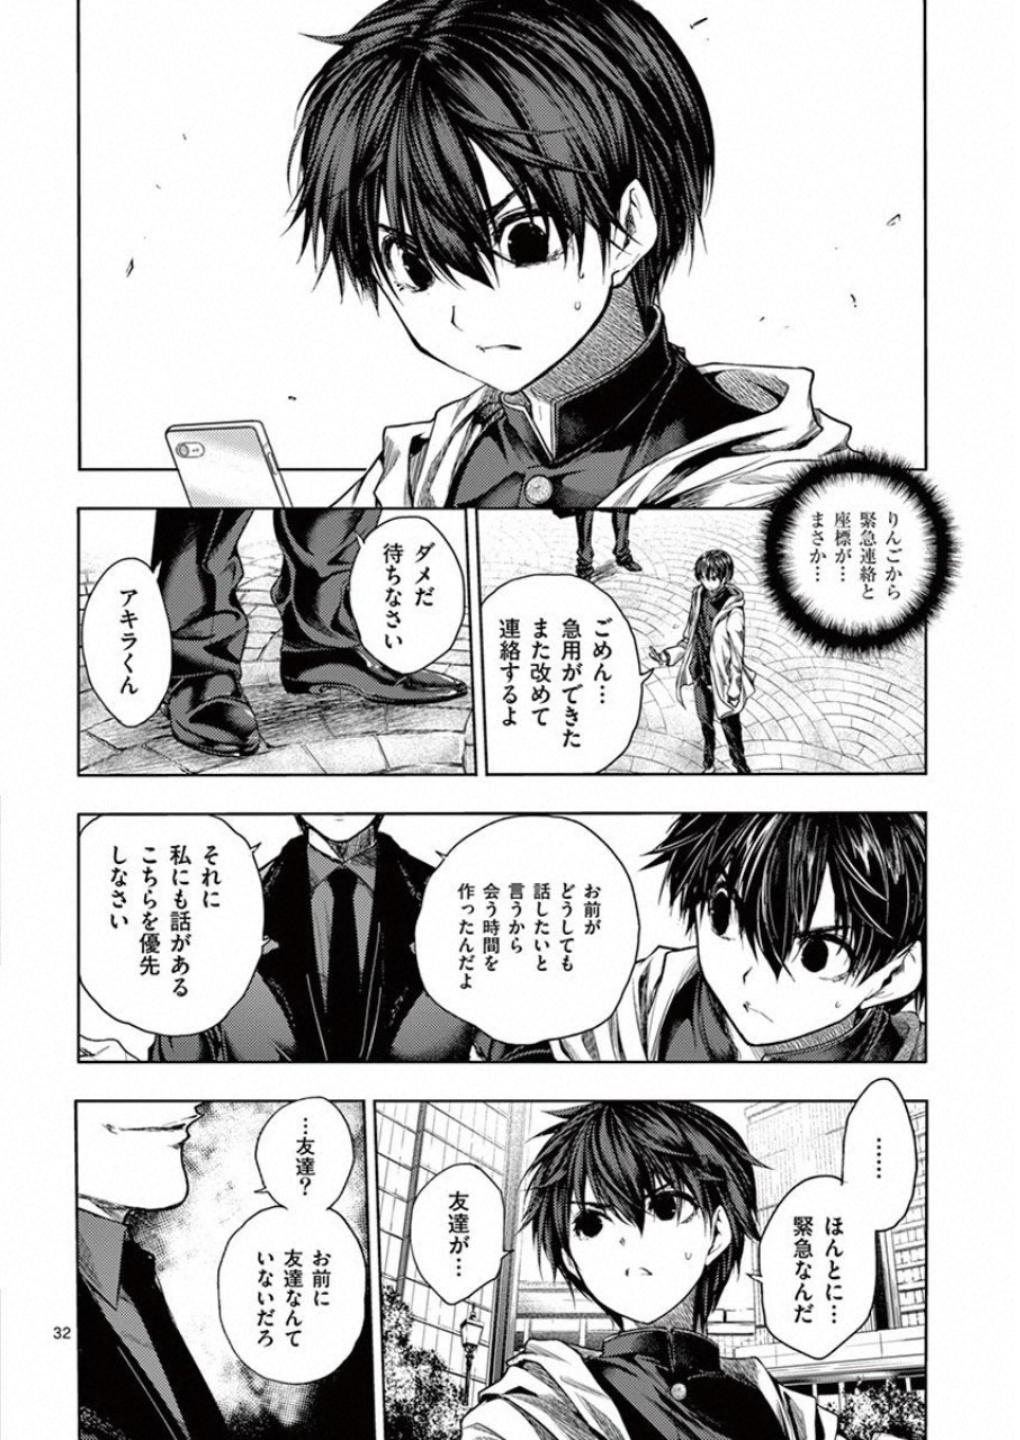 りんごから
緊急連絡と
座標が…
まさか…
ごめん…
急用ができた
また改めて
連絡するよ
ダメだ
待ちなさい
アキラくん
お前が
どうしても
話したいと
言うから
会う時間を
作ったんだよ
それに
私にも話がある
こちらを優先
しなさい
……
ほんとに…
緊急なんだ
友達が…
…友達?
お前に
友達なんて
いないだろ
32